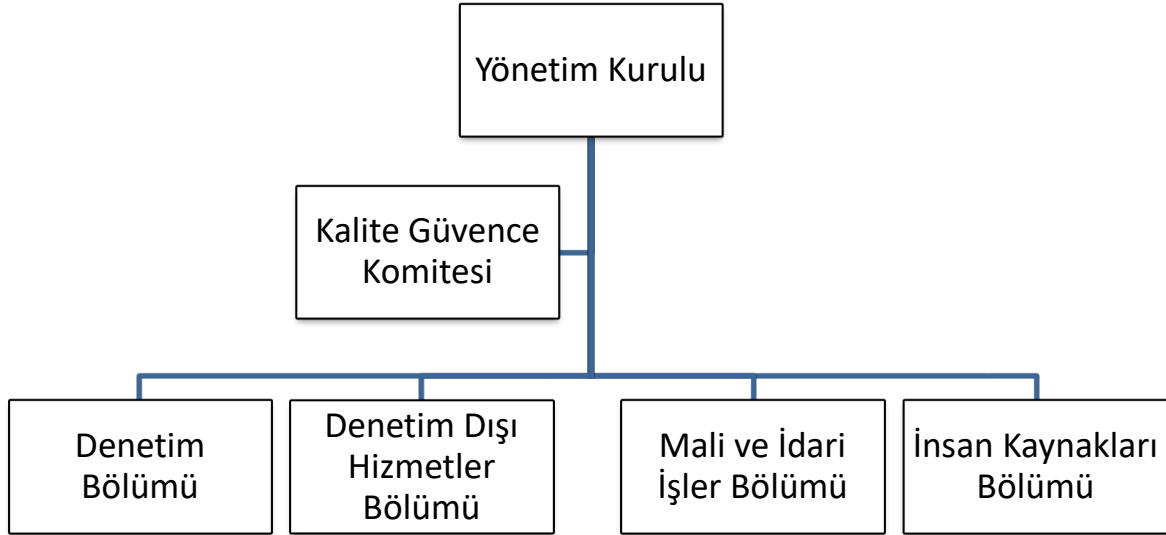 Yönetim Kurulu
Kalite Güvence
Komitesi
Denetim
Bölümü
Denetim Dışı
Hizmetler
Bölümü
Mali ve İdari
İşler Bölümü
İnsan Kaynakları
Bölümü